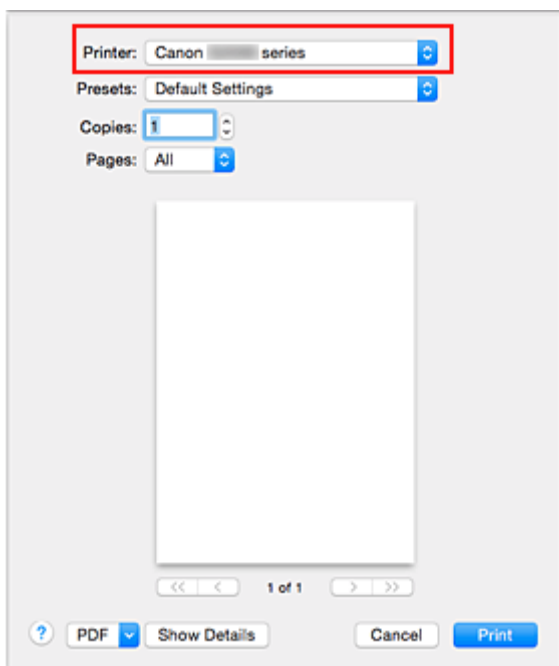 Printer: Canon series
Presets: Default Settings
Copies: 1
Pages: All
<< < 1 of 1 > >>
? PDF Show Details Cancel Print